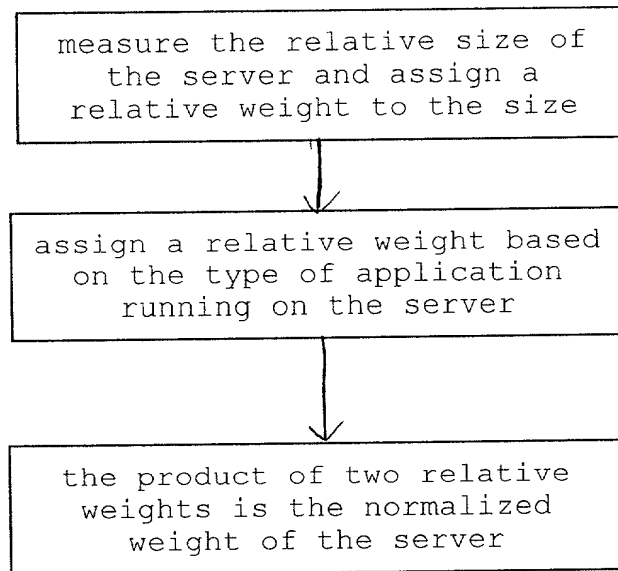 measure the relative size of
the server and assign a
relative weight to the size
assign a relative weight based
on the type of application
running on the server
the product of two relative
weights is the normalized
weight of the server